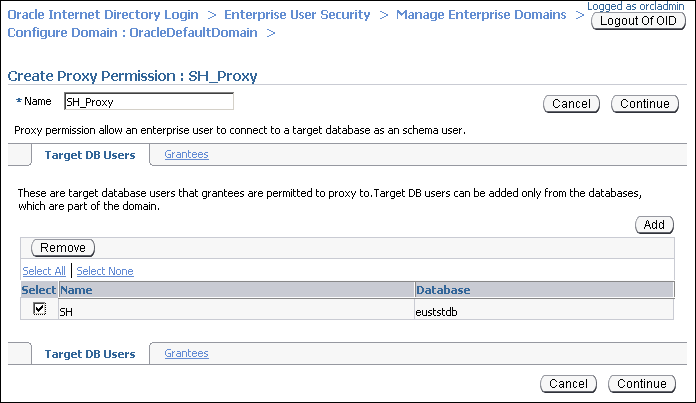 Logged as orcladmin
Oracle Internet Directory Login > Enterprise User Security > Manage Enterprise Domains >
Logout Of OID
Configure Domain : OracleDefaultDomain >
Create Proxy Permission : SH_Proxy
* Name SH_Proxy
Cancel Continue
Proxy permission allow an enterprise user to connect to a target database as an schema user.
Target DB Users Grantees
These are target database users that grantees are permitted to proxy to.Target DB users can be added only from the databases,
which are part of the domain.
Add
Remove
Select All | Select None
Select Name Database
SH euststdb
Target DB Users Grantees
Cancel Continue